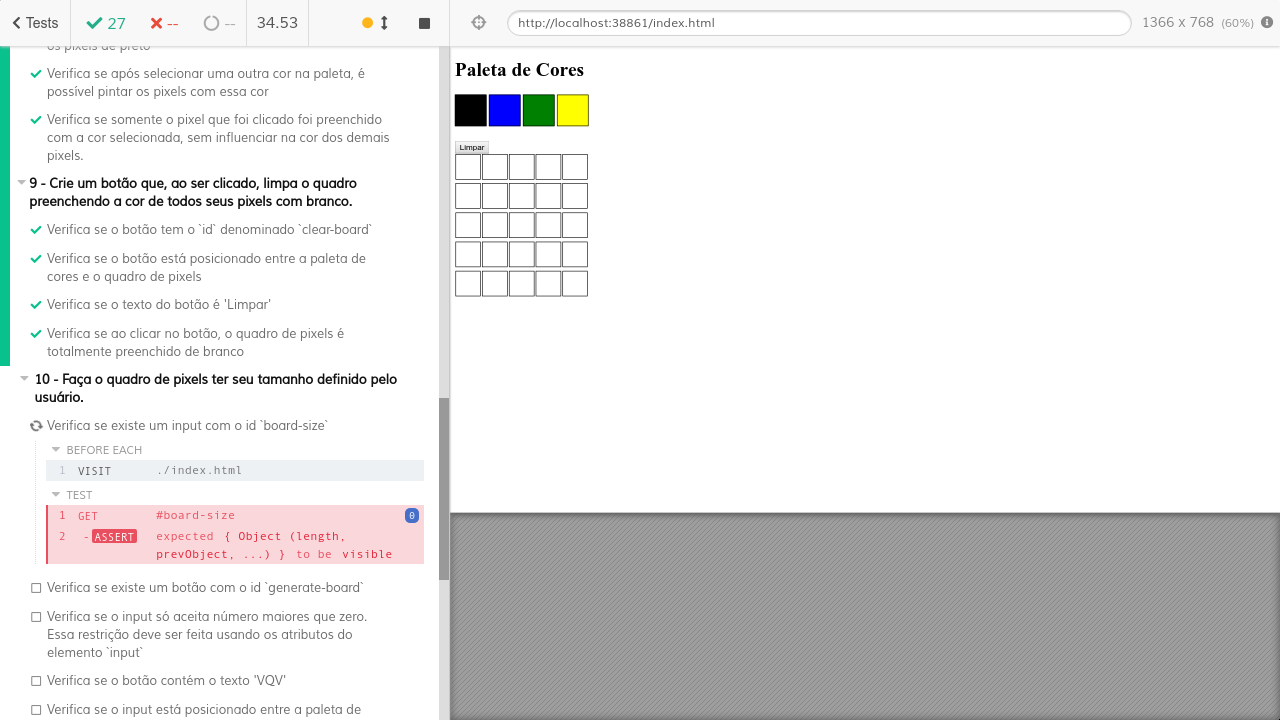 Tests 27 -- -- 34.53
http://localhost:38861/index.html 1366 x 768 (60%)
os pixels de preto
Verifica se após selecionar uma outra cor na paleta, é
possível pintar os pixels com essa cor
Verifica se somente o pixel que foi clicado foi preenchido
com a cor selecionada, sem influenciar na cor dos demais
pixels.
9 - Crie um botão que, ao ser clicado, limpa o quadro
preenchendo a cor de todos seus pixels com branco.
Verifica se o botão tem o `id` denominado `clear-board`
Verifica se o botão está posicionado entre a paleta de
cores e o quadro de pixels
Verifica se o texto do botão é 'Limpar'
Verifica se ao clicar no botão, o quadro de pixels é
totalmente preenchido de branco
10 - Faça o quadro de pixels ter seu tamanho definido pelo
usuário.
Verifica se existe um input com o id `board-size`
BEFORE EACH
1 VISIT ./index.html
TEST
1 GET #board-size 0
2 -ASSERT expected { Object (length,
prevObject, ...) } to be visible
Verifica se existe um botão com o id `generate-board`
Verifica se o input só aceita número maiores que zero.
Essa restrição deve ser feita usando os atributos do
elemento `input`
Verifica se o botão contém o texto 'VQV'
Verifica se o input está posicionado entre a paleta de
Paleta de Cores
Limpar